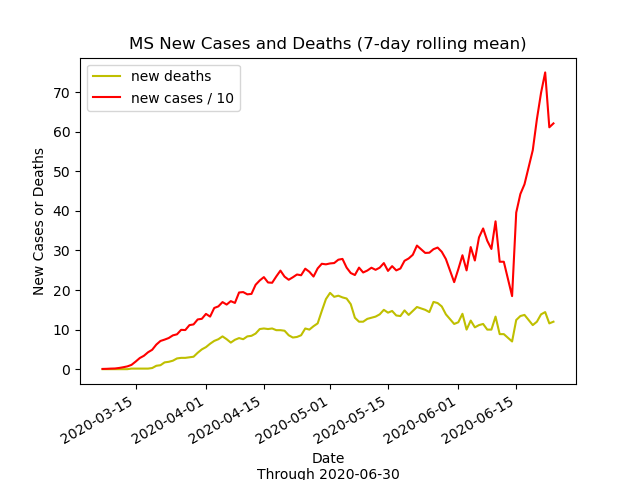 MS New Cases and Deaths (7-day rolling mean)
new deaths
new cases / 10
New Cases or Deaths
70
60
50
40
30
20
10
0
2020-03-15
2020-04-01
2020-04-15
2020-05-01
2020-05-15
2020-06-01
2020-06-15
Date
Through 2020-06-30